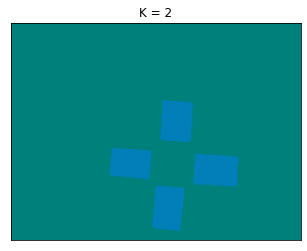 K = 2